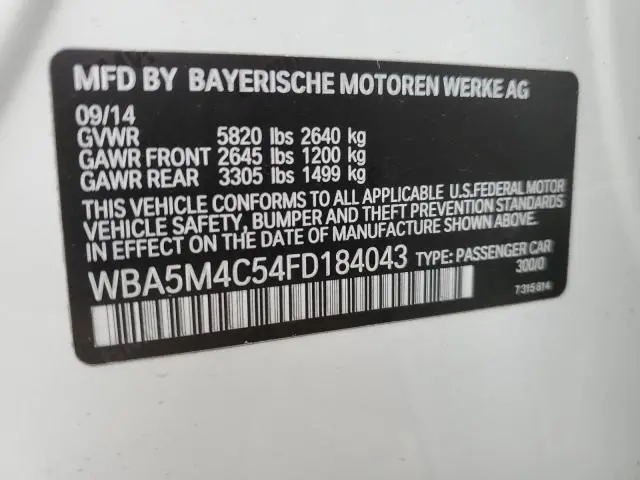 MFD BY BAYERISCHE MOTOREN WERKE AG
09/14
GVWR 5820 lbs 2640 kg
GAWR FRONT 2645 lbs 1200 kg
GAWR REAR 3305 lbs 1499 kg
THIS VEHICLE CONFORMS TO ALL APPLICABLE U.S.FEDERAL MOTOR
VEHICLE SAFETY, BUMPER AND THEFT PREVENTION STANDARDS
IN EFFECT ON THE DATE OF MANUFACTURE SHOWN ABOVE.
WBA5M4C54FD184043 TYPE: PASSENGER CAR
300/0
7315814